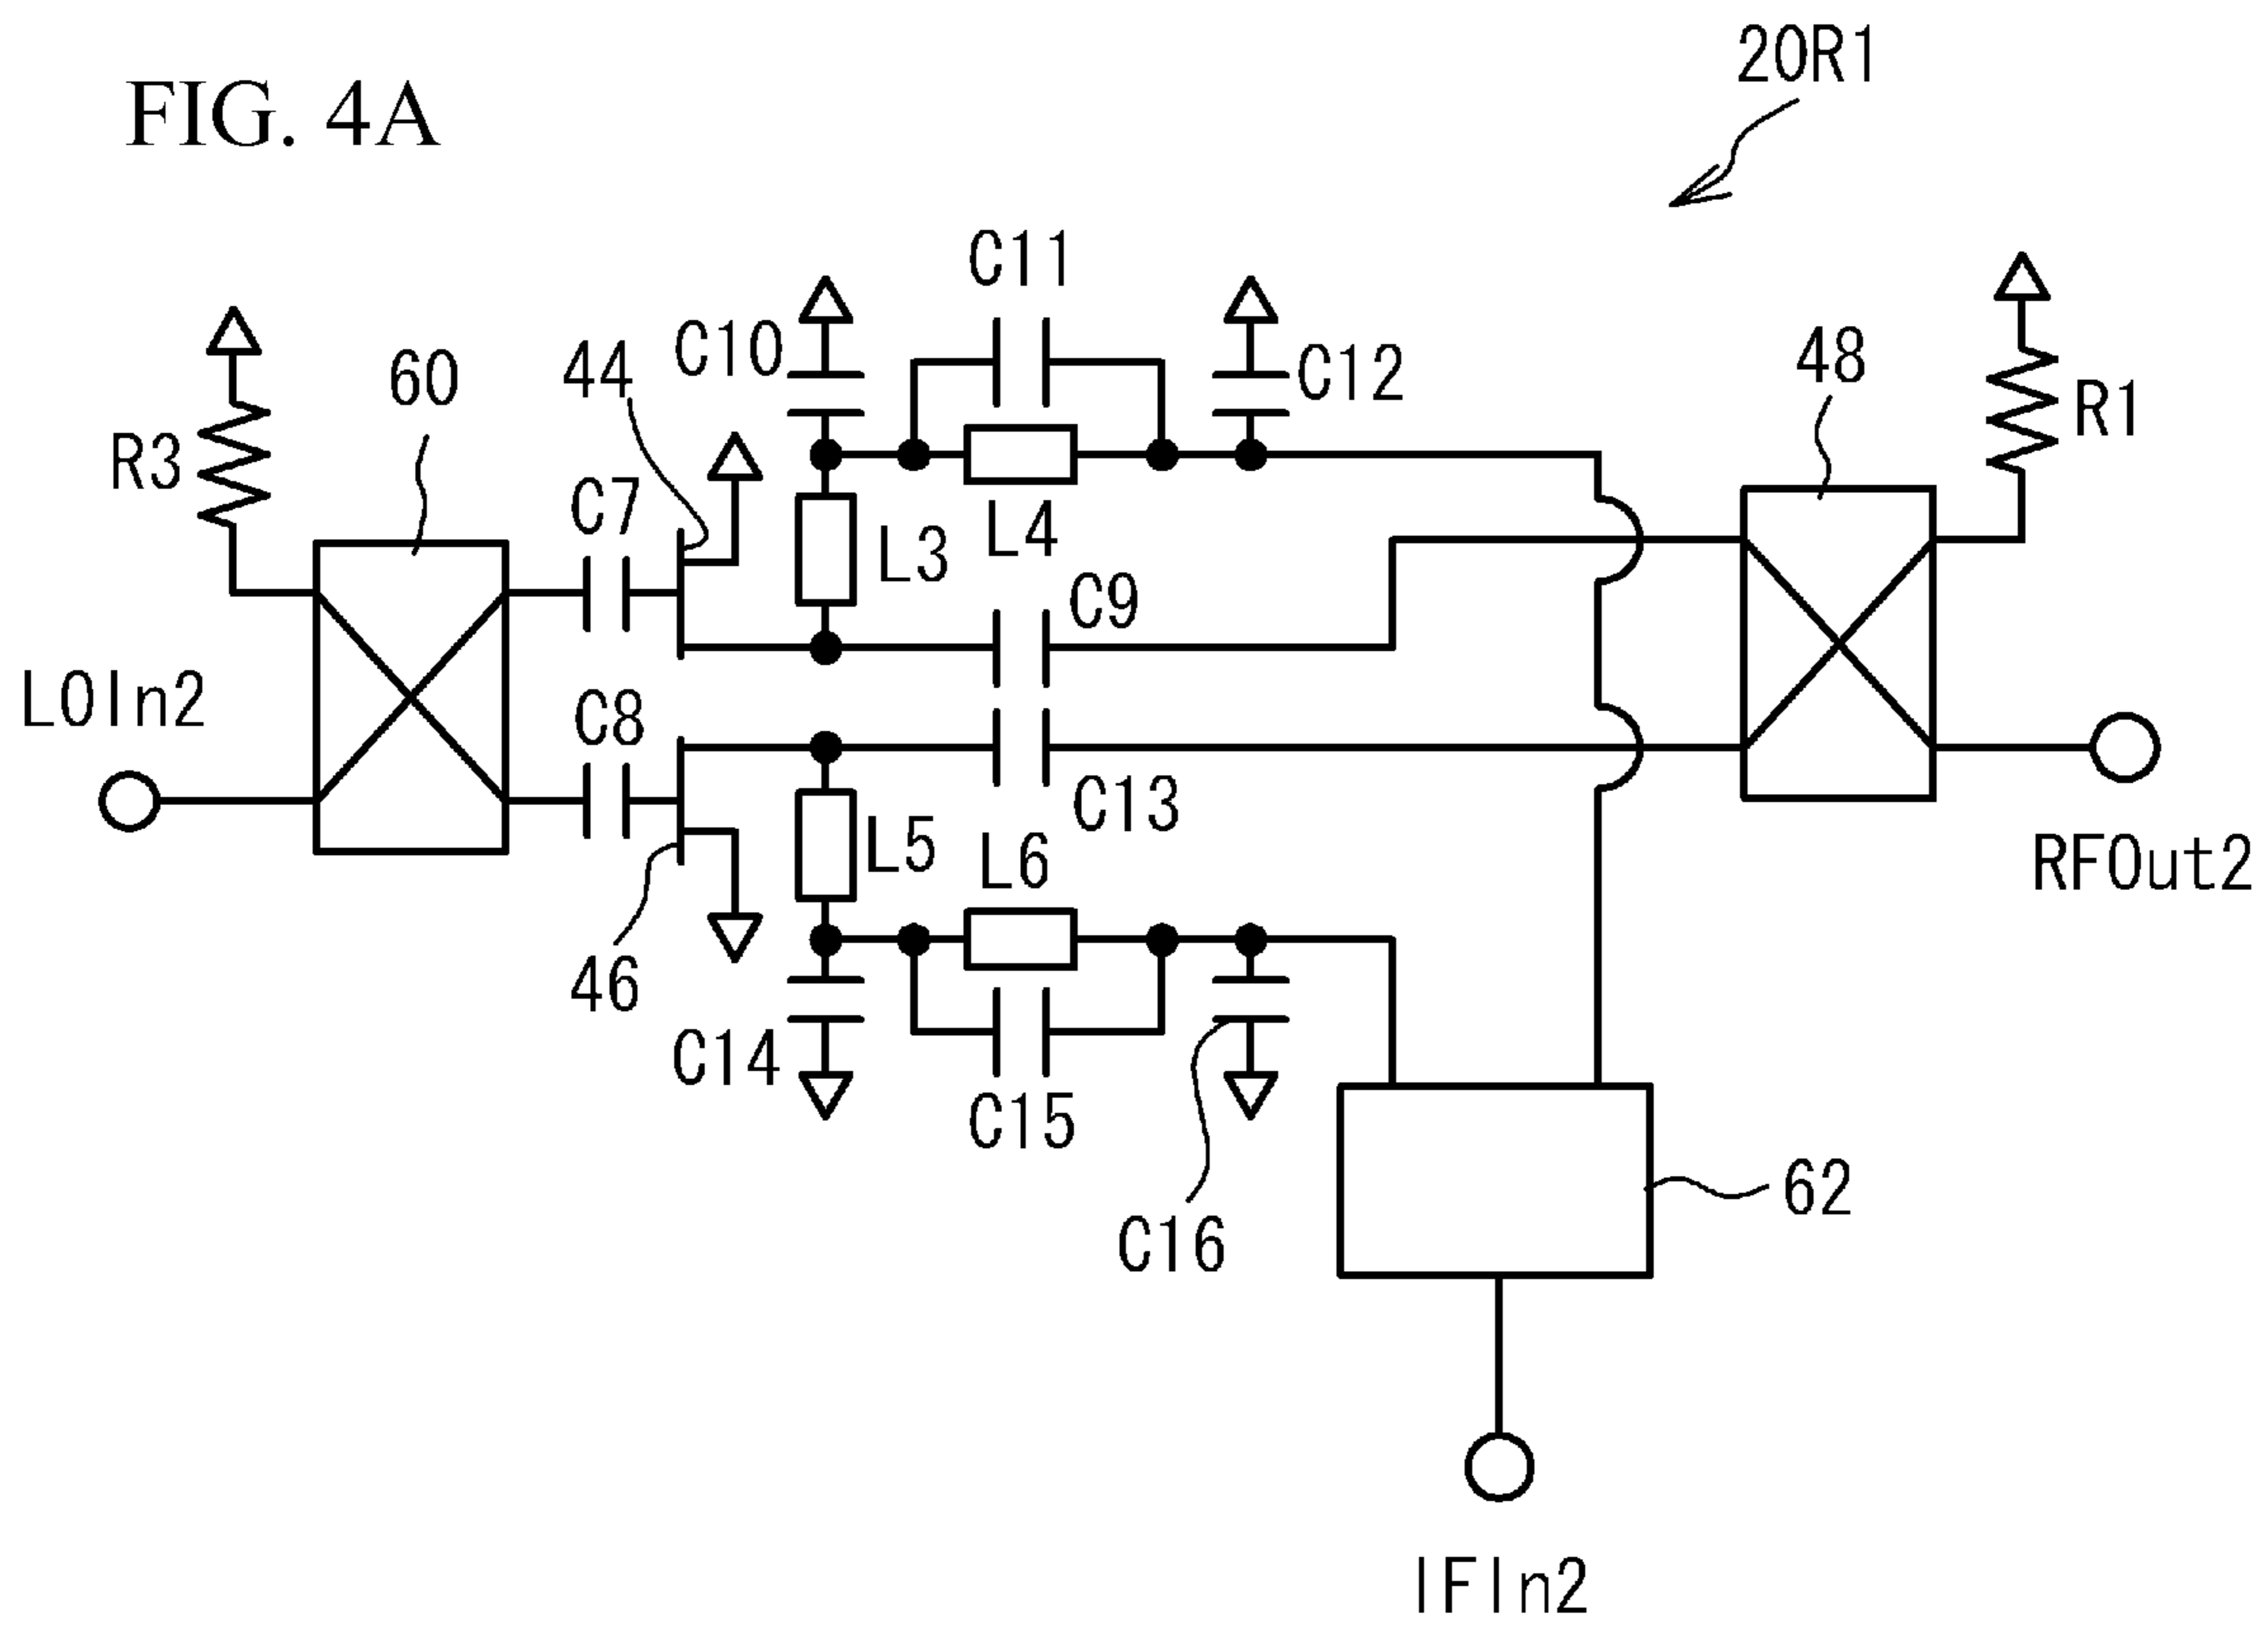 FIG. 4A
20R1
C11
C10
44
C12
48
60
R3
R1
C7
L3
L4
C9
LOIn2
C8
C13
L5
L6
RFOut2
46
C14
C15
62
C16
IFIn2